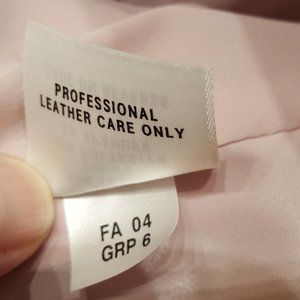 PROFESSIONAL
LEATHER CARE ONLY
FA 04
GRP 6